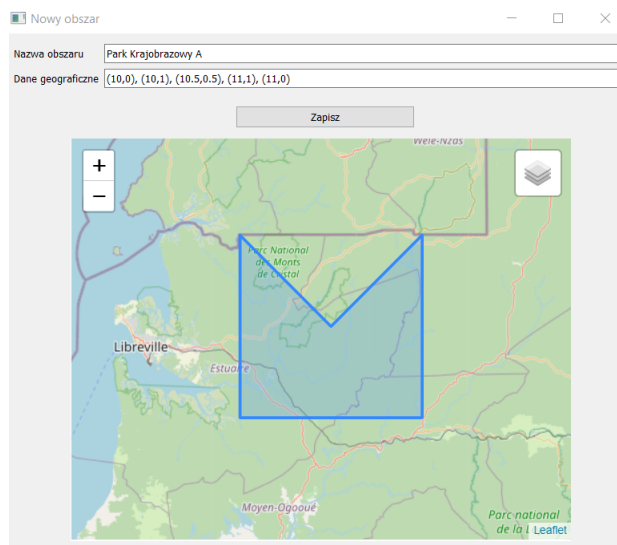 Nowy obszar
Nazwa obszaru Park Krajobrazowy A
Dane geograficzne (10,0), (10,1), (10.5,0.5), (11,1), (11,0)
Zapisz
Wele-Nzas
+
−
Parc National
des Monts
de Cristal
Libreville
Estuaire
Moyen-Ogooué
Parc national
de la L
Leaflet